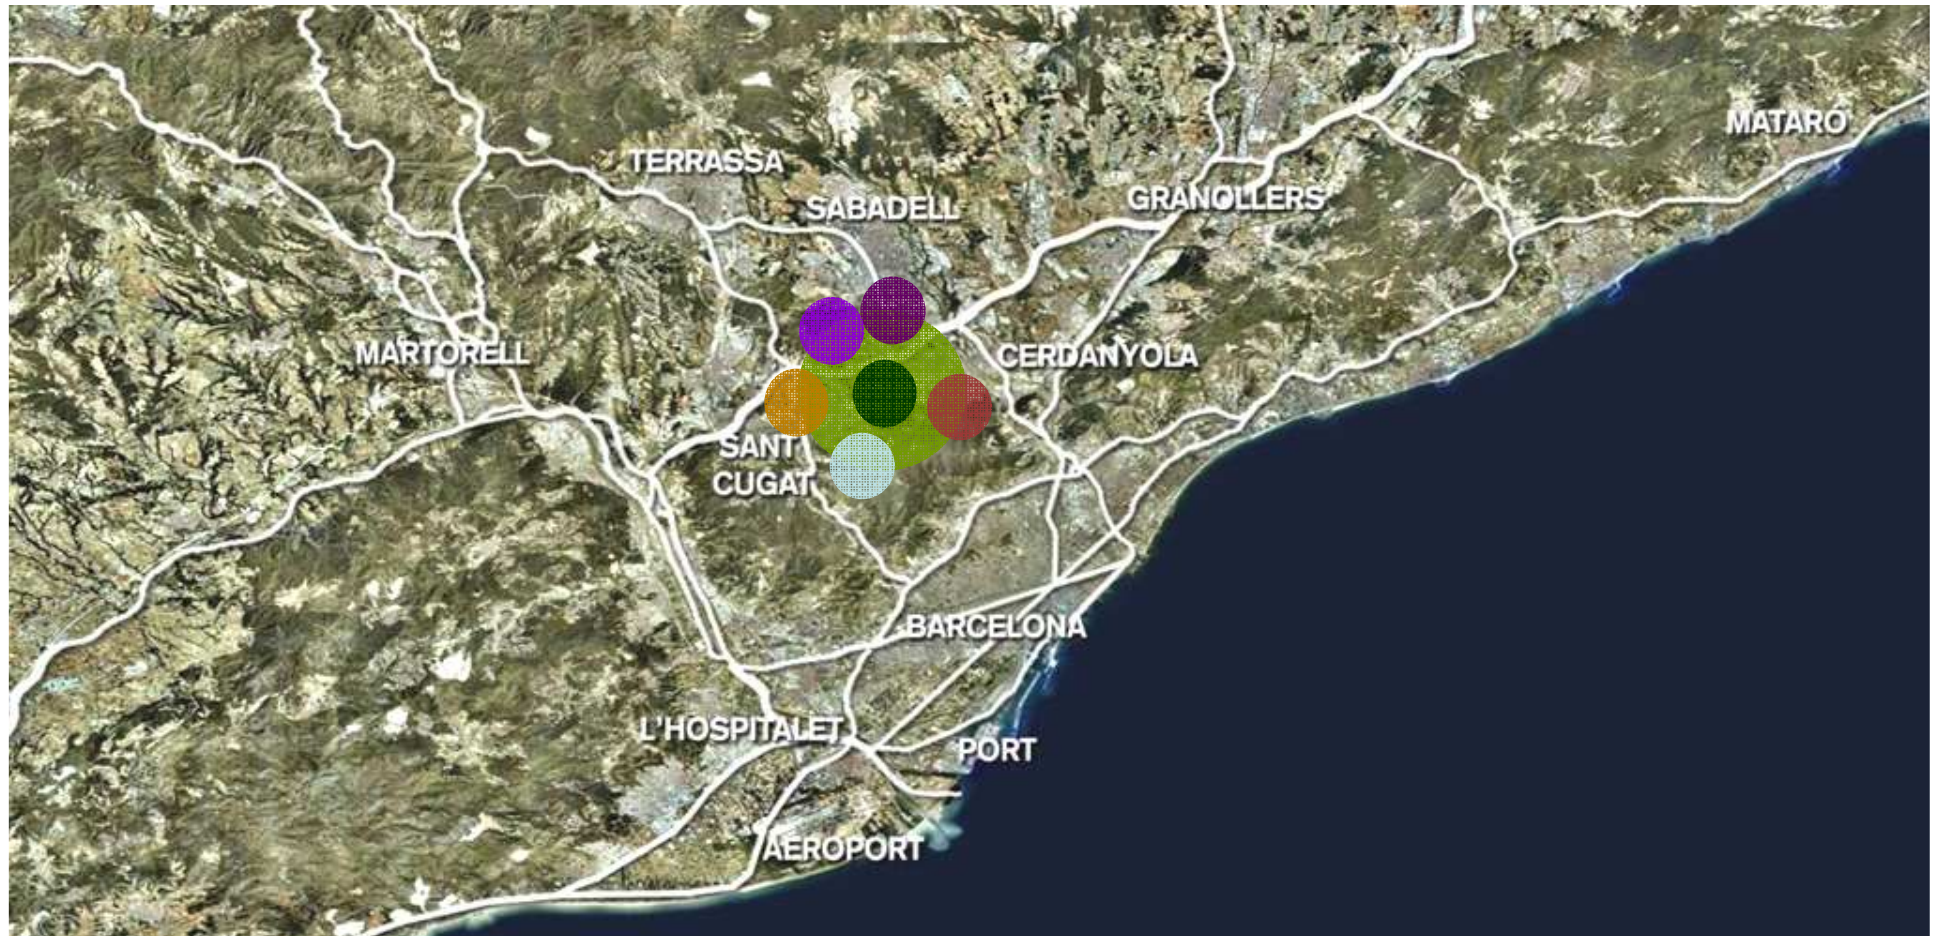 MATARO
TERRASSA
SABADELL
GRANOLLERS
MARTORELL
CERDANYOLA
SANT
CUGAT
BARCELONA
L'HOSPITALET
PORT
AEROPORT